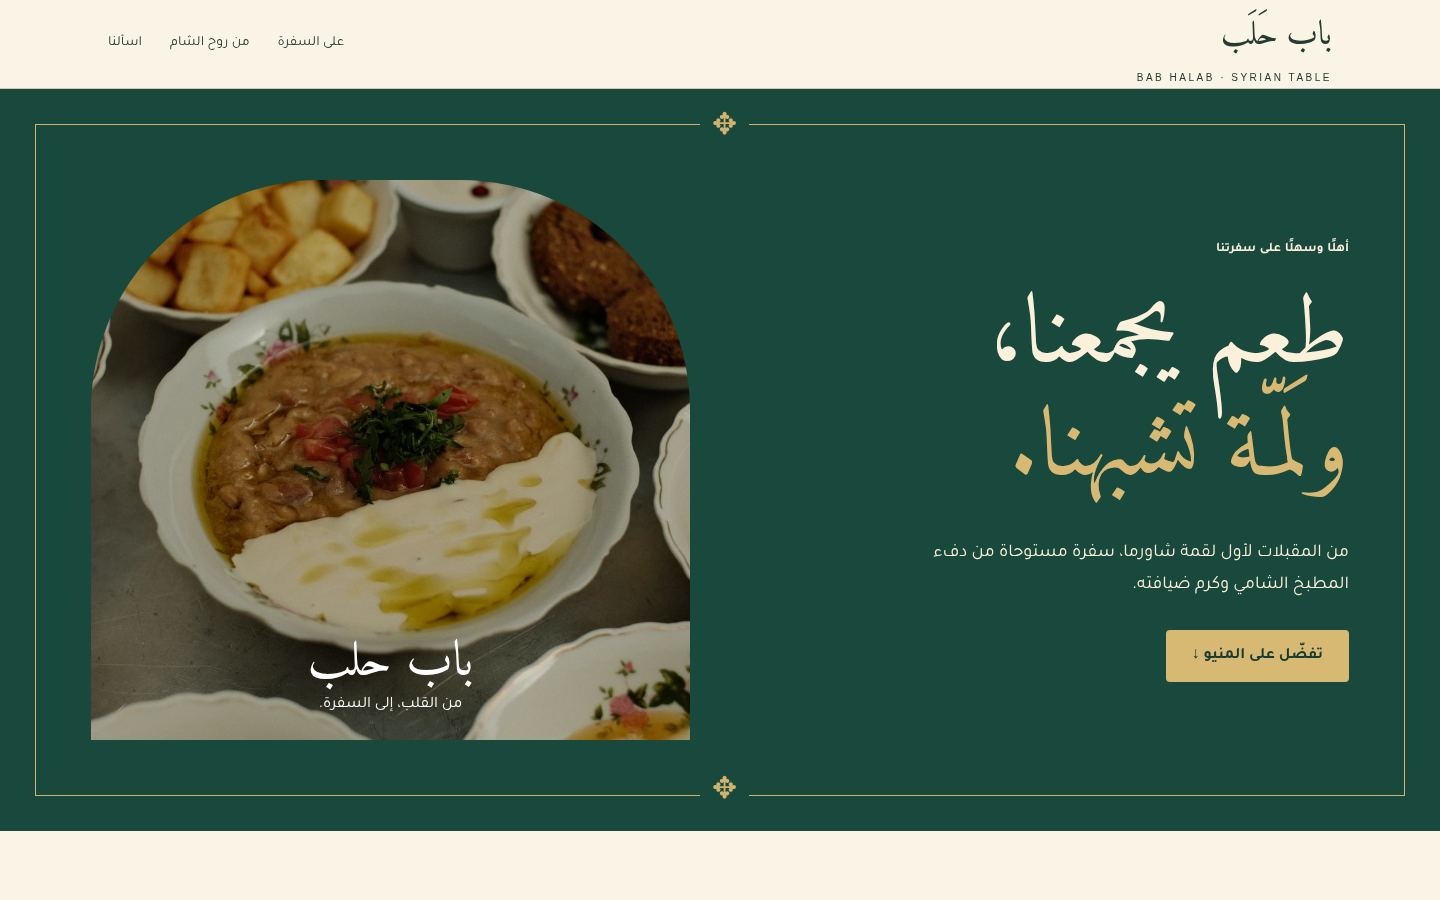 باب حَلَب
BAB HALAB · SYRIAN TABLE
على السفرة
من روح الشام
اسألنا
أهلًا وسهلًا على سفرتنا
طعم يجمعنا،
ولَمّة تشبهنا.
من المقبلات لأول لقمة شاورما، سفرة مستوحاة من دفء
المطبخ الشامي وكرم ضيافته.
تفضّل على المنيو ↓
باب حلب
من القلب، إلى السفرة.